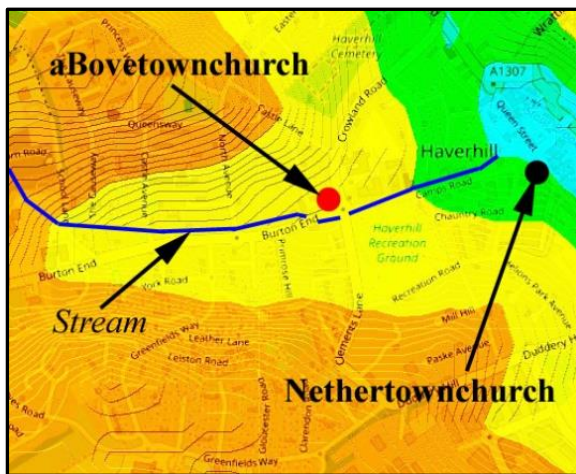 Haverhill
Cemetery
aBovetownchurch
A1307
Queen Street
Queensway
Castle Lane
Crowland Road
North Avenue
Haverhill
Camps Road
Chauntry Road
Burton End
Haverhill
Recreation
Ground
Burton End
York Road
Primrose Hill
Recreation Road
Stream
Clements Lane
Mill Hill
Greenfields Way
Leather Lane
Leiston Road
Paske Avenue
Duddery Hill
Nethertownchurch
Gloucester Road
Clarendon
Greenfields Way